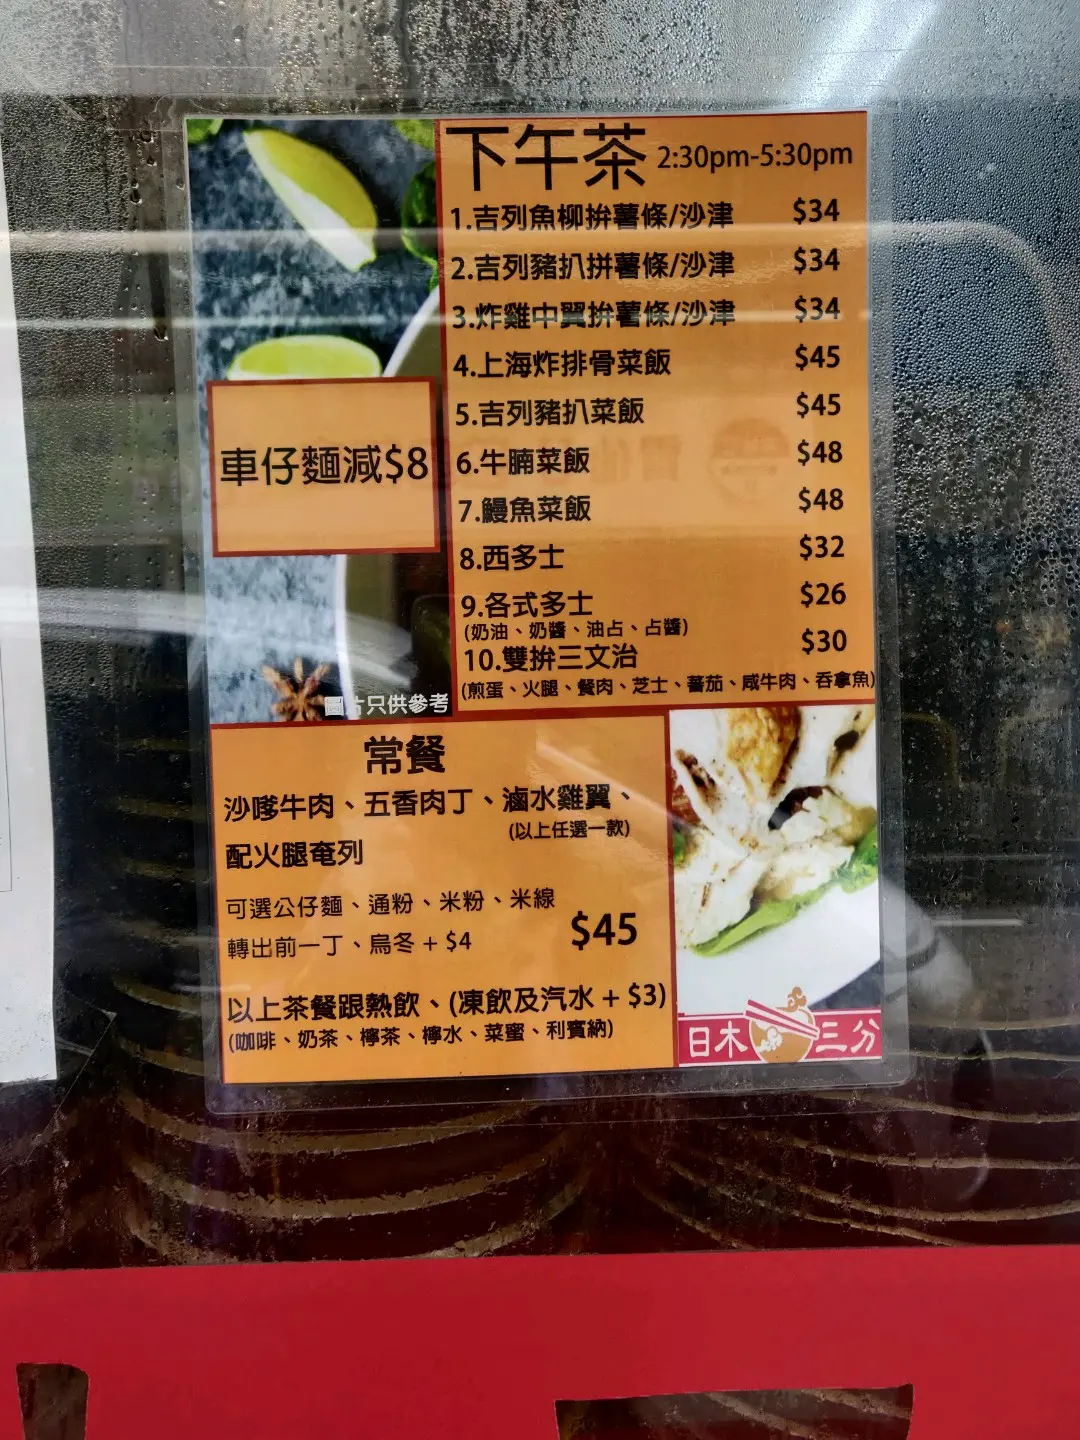 下午茶 2:30pm-5:30pm
1.吉列魚柳拚薯條/沙津 $34
2.吉列豬扒拼薯條/沙津 $34
3.炸雞中翼拚薯條/沙津 $34
4.上海炸排骨菜飯 $45
5.吉列豬扒菜飯 $45
6.牛腩菜飯 $48
7.鰻魚菜飯 $48
8.西多士 $32
9.各式多士 $26
(奶油、奶醬、油占、占醬)
10.雙拚三文治 $30
(煎蛋、火腿、餐肉、芝士、蕃茄、咸牛肉、吞拿魚)
車仔麵減$8
圖片只供參考
常餐
沙嗲牛肉、五香肉丁、滷水雞翼、
(以上任選一款)
配火腿奄列
可選公仔麵、通粉、米粉、米線
轉出前一丁、烏冬 + $4
$45
以上茶餐跟熱飲、(凍飲及汽水 + $3)
(咖啡、奶茶、檸茶、檸水、菜蜜、利賓納)
日木三分